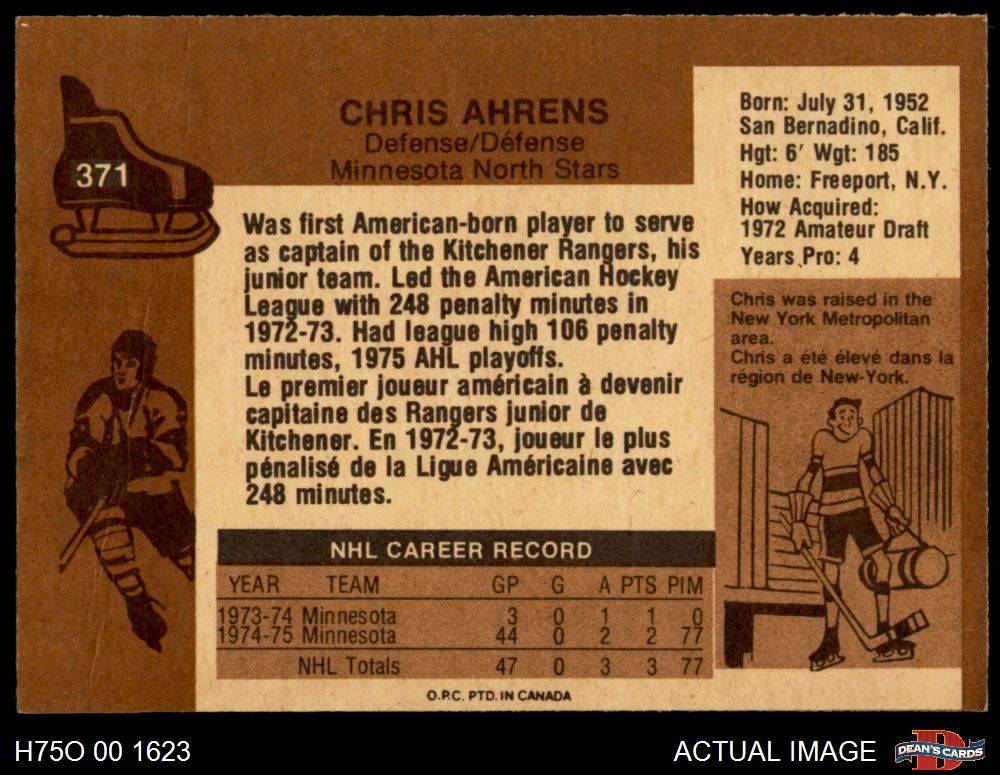 371
CHRIS AHRENS
Defense/Défense
Minnesota North Stars
Born: July 31, 1952
San Bernadino, Calif.
Hgt: 6′ Wgt: 185
Home: Freeport, N.Y.
How Acquired:
1972 Amateur Draft
Years Pro: 4
Was first American-born player to serve
as captain of the Kitchener Rangers, his
junior team. Led the American Hockey
League with 248 penalty minutes in
1972-73. Had league high 106 penalty
minutes, 1975 AHL playoffs.
Le premier joueur américain à devenir
capitaine des Rangers junior de
Kitchener. En 1972-73, joueur le plus
pénalisé de la Ligue Américaine avec
248 minutes.
Chris was raised in the
New York Metropolitan
area.
Chris a été élevé dans la
région de New-York.
NHL CAREER RECORD
YEAR TEAM GP G A PTS PIM
1973-74 Minnesota 3 0 1 1 0
1974-75 Minnesota 44 0 2 2 77
NHL Totals 47 0 3 3 77
O.P.C. PTD. IN CANADA
H75O 00 1623
ACTUAL IMAGE
D
DEAN'S CARDS